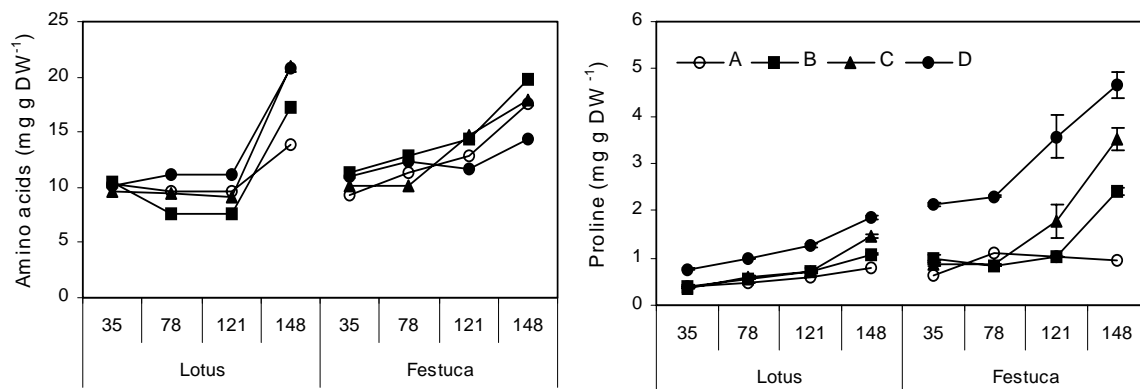 Amino acids (mg g DW⁻¹)
25
20
15
10
5
0
35 78 121 148 35 78 121 148
Lotus Festuca
Proline (mg g DW⁻¹)
6
5
4
3
2
1
0
A B C D
35 78 121 148 35 78 121 148
Lotus Festuca